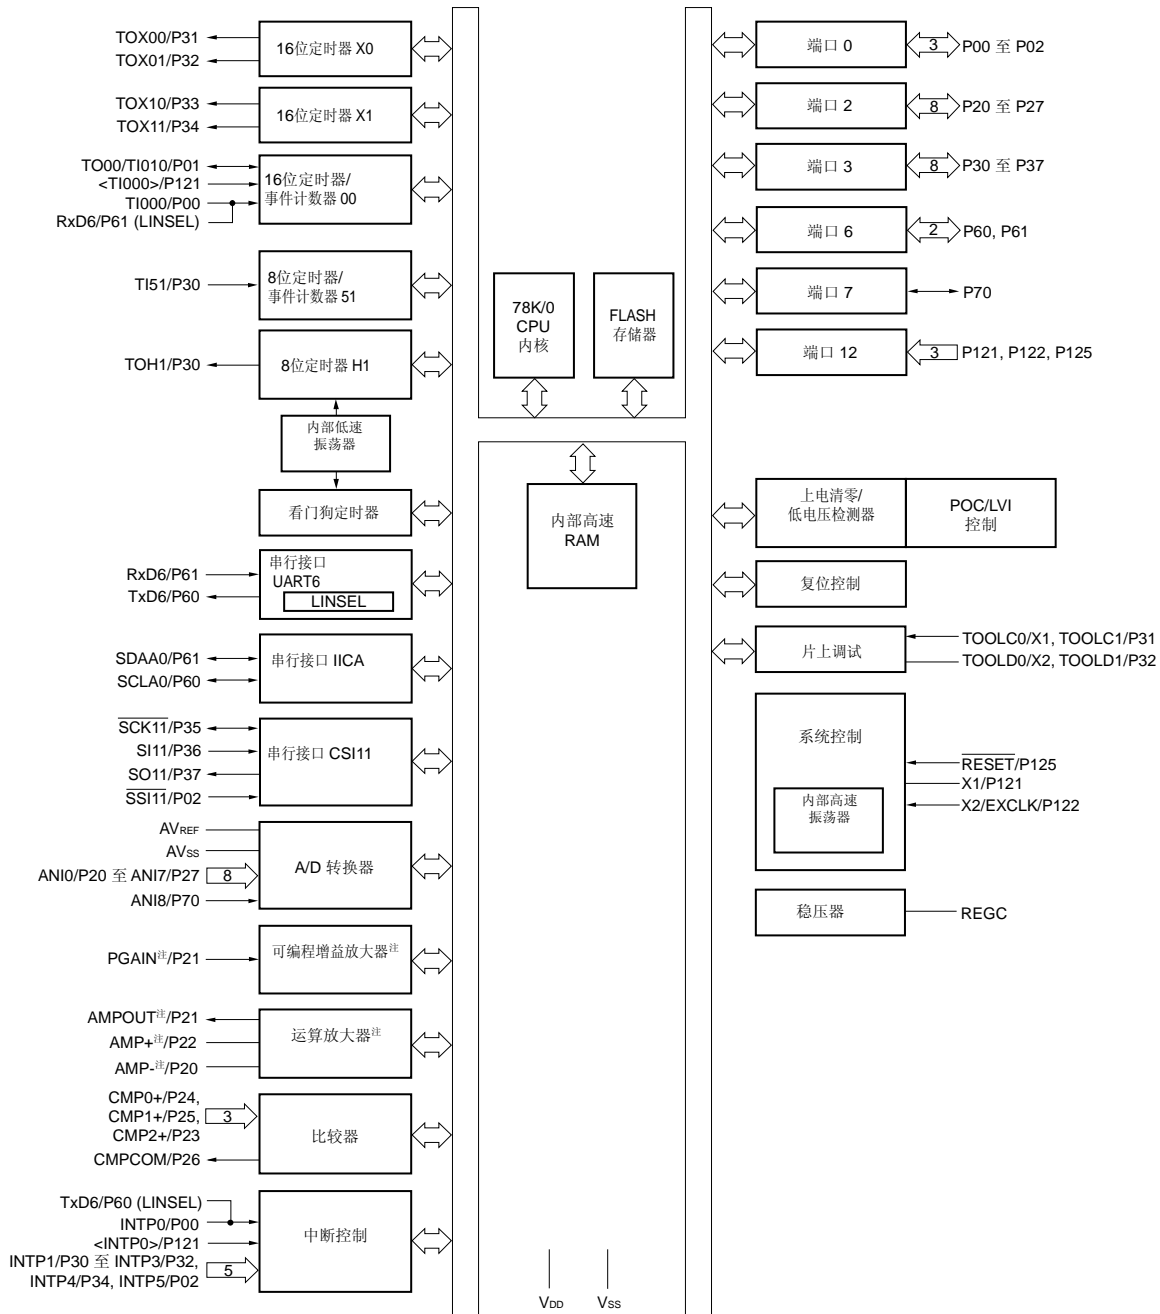 TOX00/P31
TOX01/P32
16位定时器 X0
TOX10/P33
TOX11/P34
16位定时器 X1
TO00/TI010/P01
<TI000>/P121
TI000/P00
RxD6/P61 (LINSEL)
16位定时器/
事件计数器 00
TI51/P30
8位定时器/
事件计数器 51
TOH1/P30
8位定时器 H1
内部低速
振荡器
看门狗定时器
RxD6/P61
TxD6/P60
串行接口
UART6
LINSEL
SDAA0/P61
SCLA0/P60
串行接口 IICA
SCK11/P35
SI11/P36
SO11/P37
SSI11/P02
串行接口 CSI11
AVREF
AVSS
ANI0/P20 至 ANI7/P27
8
ANI8/P70
A/D 转换器
PGAIN注/P21
可编程增益放大器注
AMPOUT注/P21
AMP+注/P22
AMP-注/P20
运算放大器注
CMP0+/P24,
CMP1+/P25,
CMP2+/P23
3
CMPCOM/P26
比较器
TxD6/P60 (LINSEL)
INTP0/P00
<INTP0>/P121
INTP1/P30 至 INTP3/P32,
INTP4/P34, INTP5/P02
5
中断控制
78K/0
CPU
内核
FLASH
存储器
内部高速
RAM
VDD
VSS
端口 0
3
P00 至 P02
端口 2
8
P20 至 P27
端口 3
8
P30 至 P37
端口 6
2
P60, P61
端口 7
P70
端口 12
3
P121, P122, P125
上电清零/
低电压检测器
POC/LVI
控制
复位控制
片上调试
TOOLC0/X1, TOOLC1/P31
TOOLD0/X2, TOOLD1/P32
系统控制
内部高速
振荡器
RESET/P125
X1/P121
X2/EXCLK/P122
稳压器
REGC